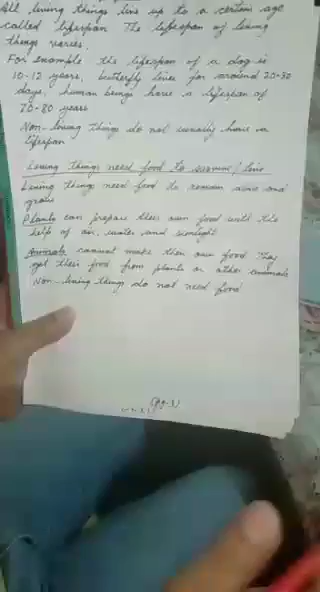 All living things live up to a certain age
called lifespan The lifespan of living
things varies.
For example the lifespan of a dog is
10-12 years, butterfly lives for around 20-30
days, human beings have a lifespan of
70-80 years
Non-living things do not usually have a
lifespan
Living things need food to survive/live
Living things need food to remain alive and
grow
Plants can prepare their own food with the
help of air, water and sunlight
Animals cannot make their own food They
get their food from plants or other animals
Non-living things do not need food